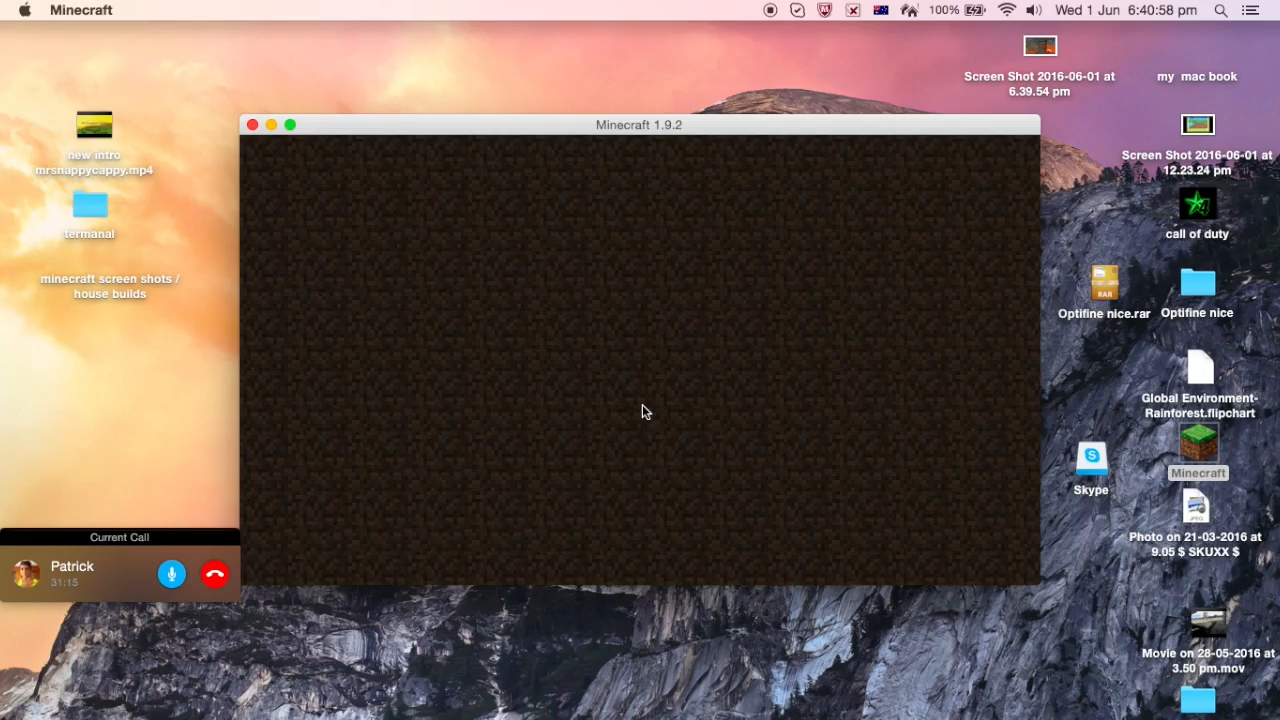 Minecraft
100%
Wed 1 Jun 6:40:58 pm
Screen Shot 2016-06-01 at
6.39.54 pm
my mac book
new intro
mrsnappycappy.mp4
Minecraft 1.9.2
Screen Shot 2016-06-01 at
12.23.24 pm
termanal
call of duty
minecraft screen shots /
house builds
RAR
Optifine nice.rar
Optifine nice
Global Environment-
Rainforest.flipchart
S
Skype
Minecraft
JPEG
Photo on 21-03-2016 at
9.05 $ SKUXX $
Current Call
Patrick
31:15
Movie on 28-05-2016 at
3.50 pm.mov